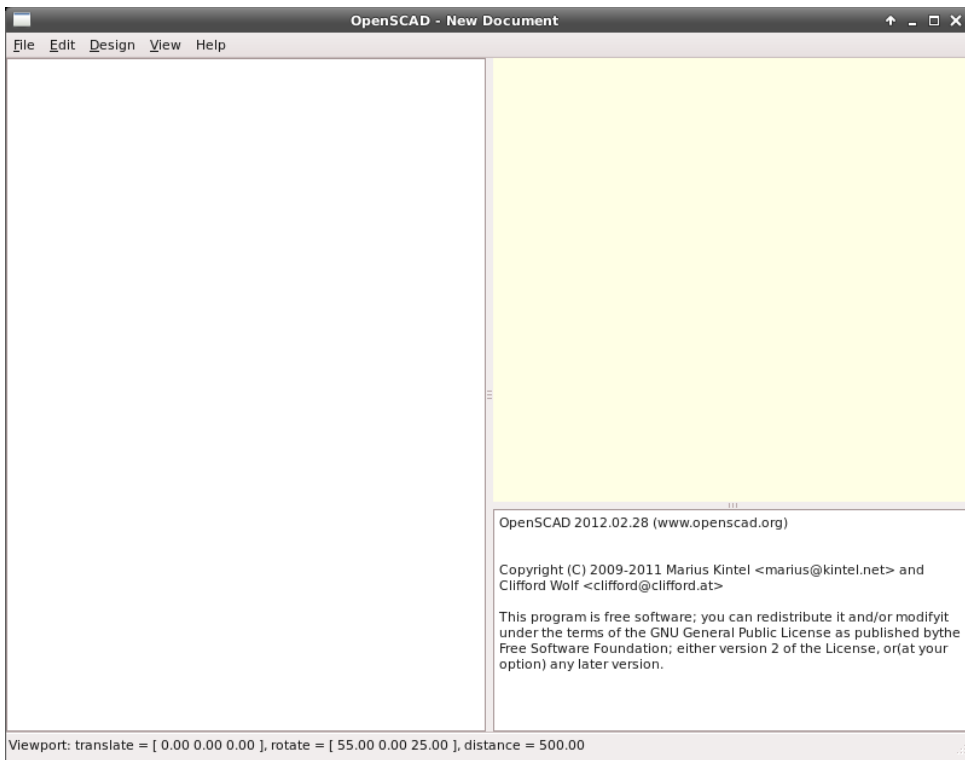 OpenSCAD - New Document
File Edit Design View Help
OpenSCAD 2012.02.28 (www.openscad.org)
Copyright (C) 2009-2011 Marius Kintel <marius@kintel.net> and
Clifford Wolf <clifford@clifford.at>
This program is free software; you can redistribute it and/or modifyit
under the terms of the GNU General Public License as published bythe
Free Software Foundation; either version 2 of the License, or(at your
option) any later version.
Viewport: translate = [ 0.00 0.00 0.00 ], rotate = [ 55.00 0.00 25.00 ], distance = 500.00